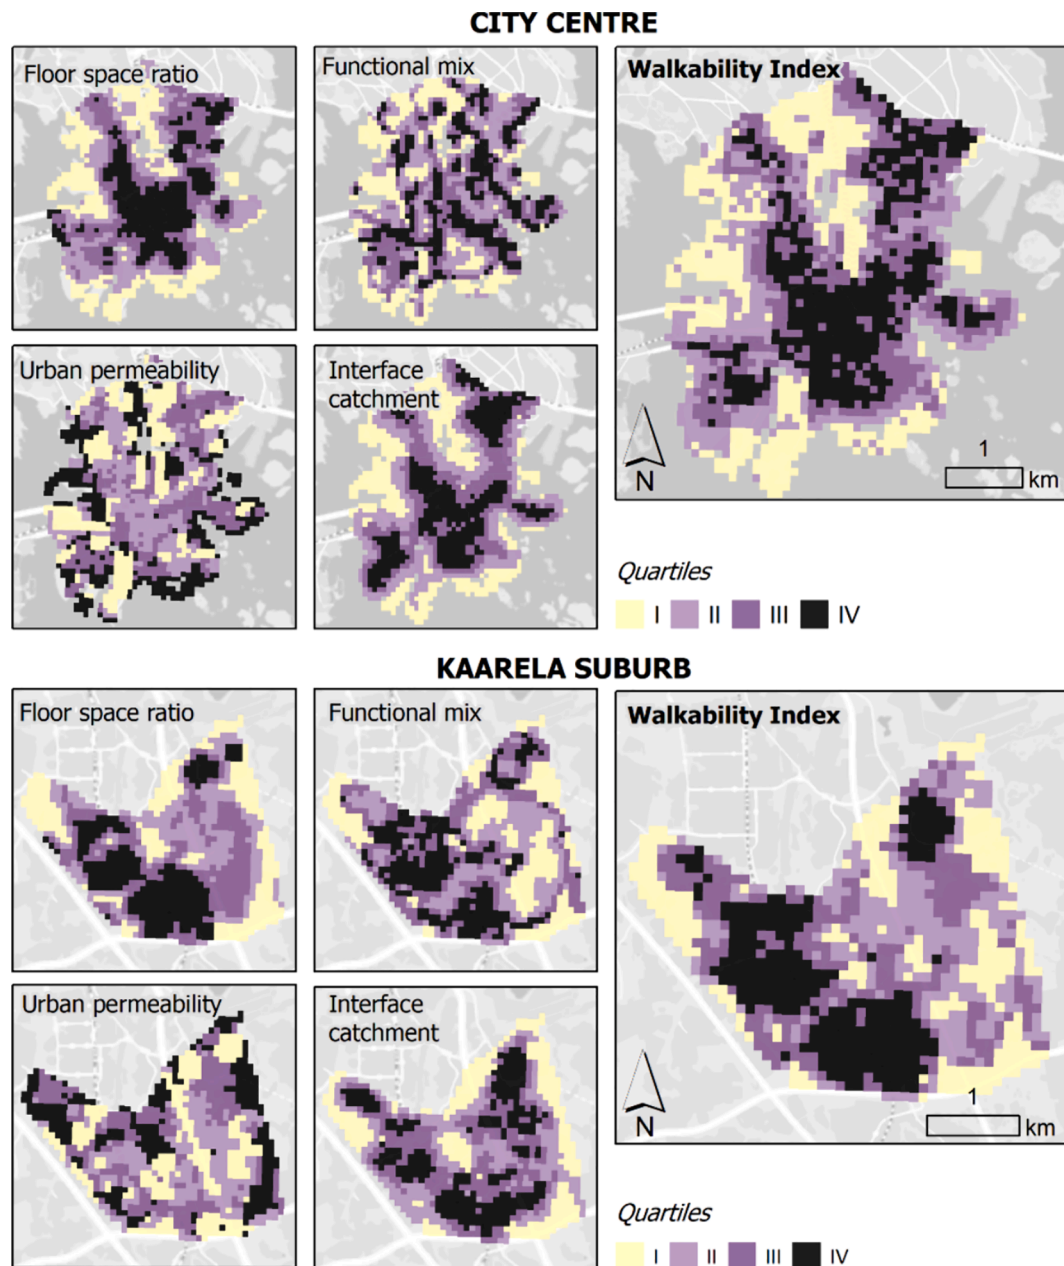 CITY CENTRE
Floor space ratio
Functional mix
Walkability Index
Urban permeability
Interface
catchment
N
1
km
Quartiles
I II III IV
KAARELA SUBURB
Floor space ratio
Functional mix
Walkability Index
Urban permeability
Interface
catchment
N
1
km
Quartiles
I II III IV